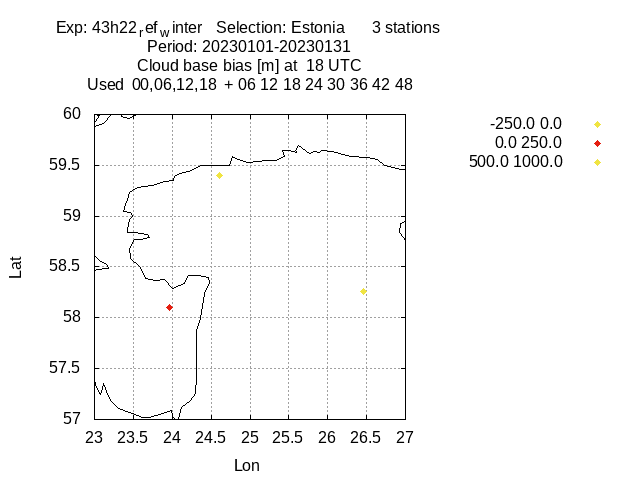 Exp: 43h22refwinter Selection: Estonia 3 stations
Period: 20230101-20230131
Cloud base bias [m] at 18 UTC
Used 00,06,12,18 + 06 12 18 24 30 36 42 48
-250.0 0.0
0.0 250.0
500.0 1000.0
60
59.5
59
58.5
58
57.5
57
Lat
23 23.5 24 24.5 25 25.5 26 26.5 27
Lon